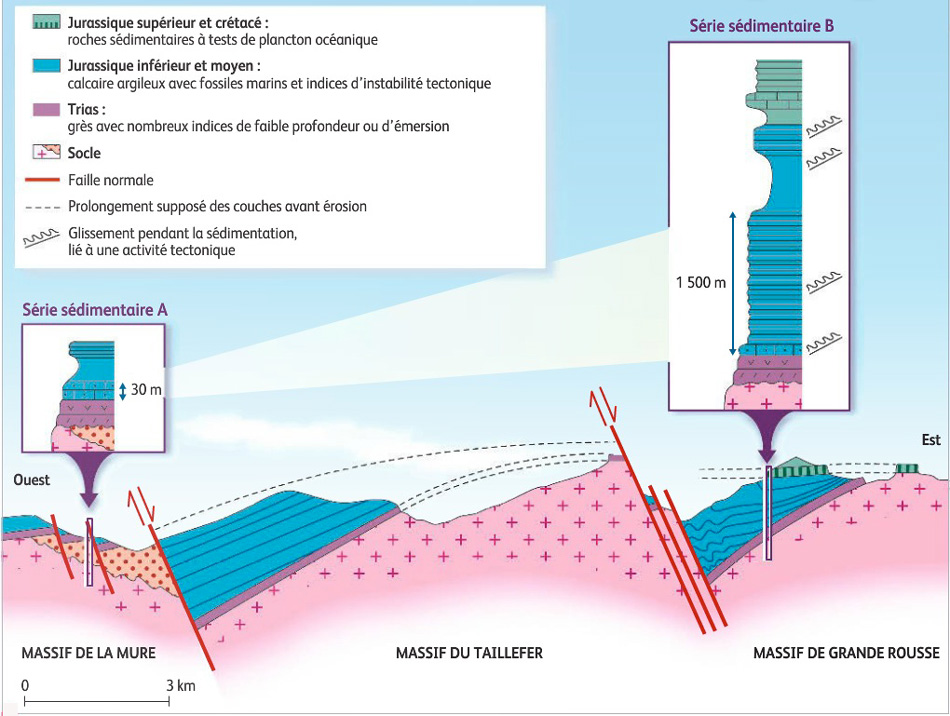 Jurassique supérieur et crétacé :
roches sédimentaires à tests de plancton océanique
Jurassique inférieur et moyen :
calcaire argileux avec fossiles marins et indices d'instabilité tectonique
Trias :
grès avec nombreux indices de faible profondeur ou d'émersion
Socle
Faille normale
Prolongement supposé des couches avant érosion
Glissement pendant la sédimentation,
lié à une activité tectonique
Série sédimentaire B
1 500 m
Série sédimentaire A
30 m
Ouest
Est
MASSIF DE LA MURE
MASSIF DU TAILLEFER
MASSIF DE GRANDE ROUSSE
0
3 km